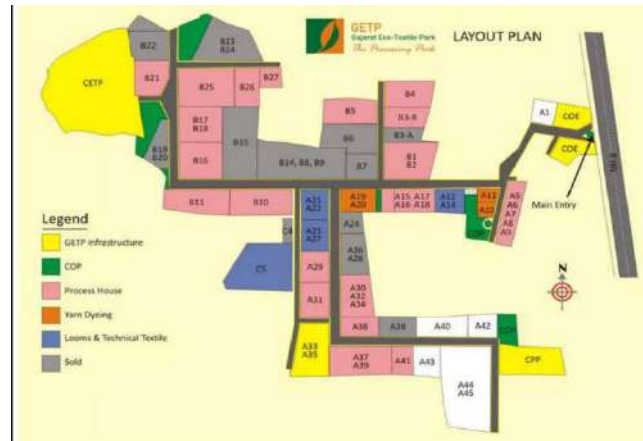 GETP
Gujarat Eco-Textile Park
The Processing Park
LAYOUT PLAN
B22
B23
B24
CETP
B21
B25
B26
B27
B4
B5
B3-B
A1
COE
NH 8
B17
B18
B15
B6
B3-A
COE
B19
B20
B16
B14, B8, B9
B7
B1
B2
Main Entry
B11
B10
A21
A22
A19
A20
A15 A17
A16 A18
A12
A14
A11
A10
A5
A6
A7
A8
A9
COP
Legend
GETP Infrastructure
COP
Process House
Yarn Dyeing
Looms & Technical Textile
Sold
C4
C5
A25
A27
A24
A26
A28
N
A29
A31
A30
A32
A34
A36
A38
A40
A42
COP
A33
A35
A37
A39
A41
A43
A44
A45
CPP